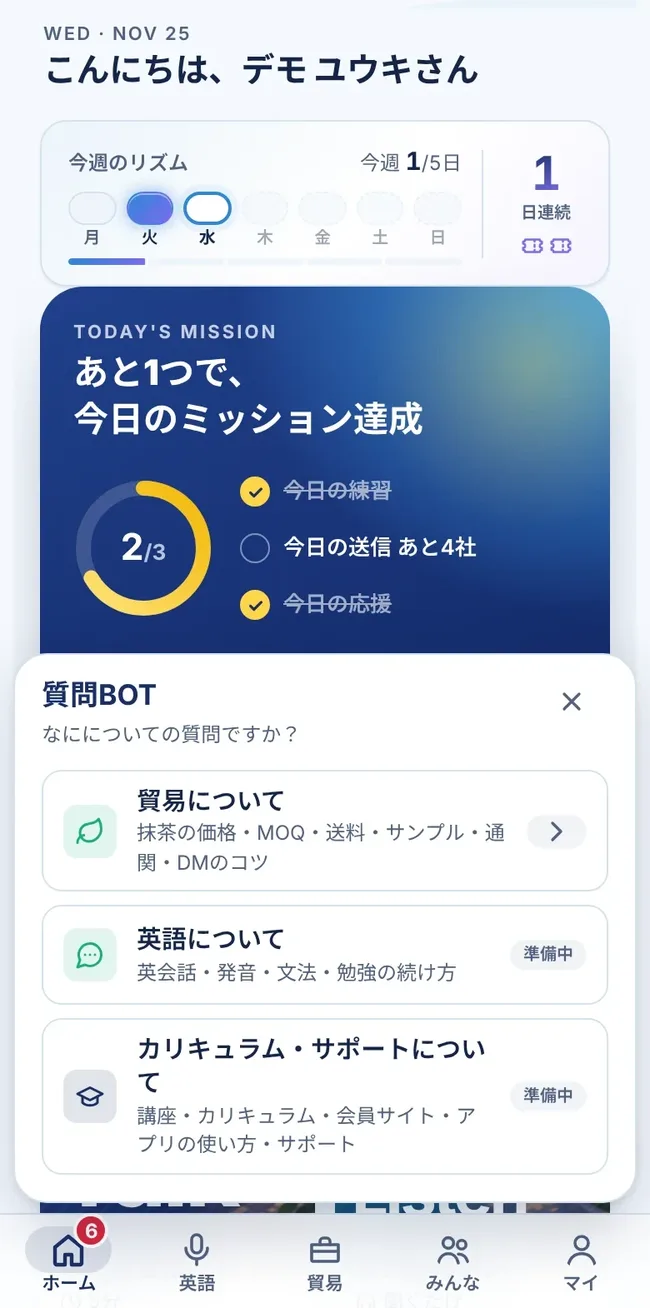 WED · NOV 25
こんにちは、デモ ユウキさん
今週のリズム
今週 1/5日
月
火
水
木
金
土
日
1
日連続
TODAY'S MISSION
あと1つで、
今日のミッション達成
2/3
今日の練習
今日の送信 あと4社
今日の応援
質問BOT
なにについての質問ですか？
貿易について
抹茶の価格・MOQ・送料・サンプル・通
関・DMのコツ
英語について
英会話・発音・文法・勉強の続け方
準備中
カリキュラム・サポートについ
て
講座・カリキュラム・会員サイト・ア
プリの使い方・サポート
準備中
6
ホーム
英語
貿易
みんな
マイ